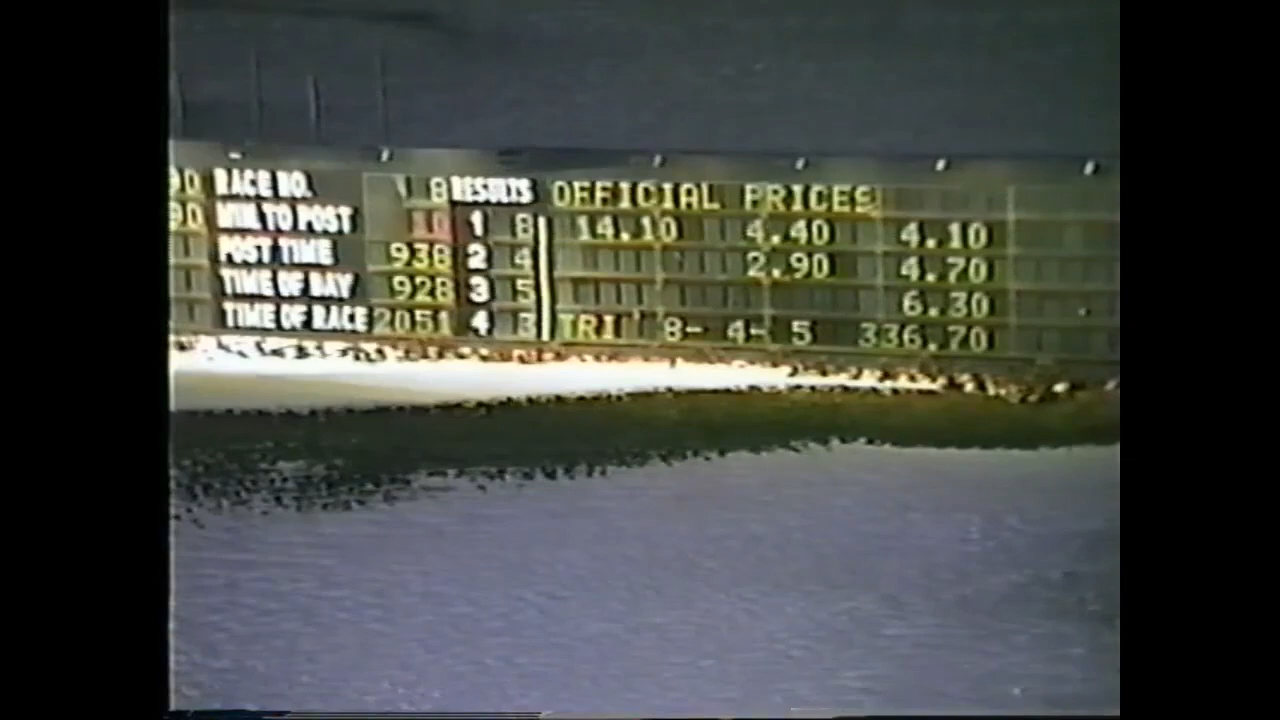 90 RACE NO. 8 RESULTS OFFICIAL PRICES
90 MIN. TO POST 10 1 8 14.10 4.40 4.10
POST TIME 938 2 4 2.90 4.70
TIME OF DAY 928 3 5 6.30
TIME OF RACE 2051 4 3 TRI 8- 4- 5 336.70